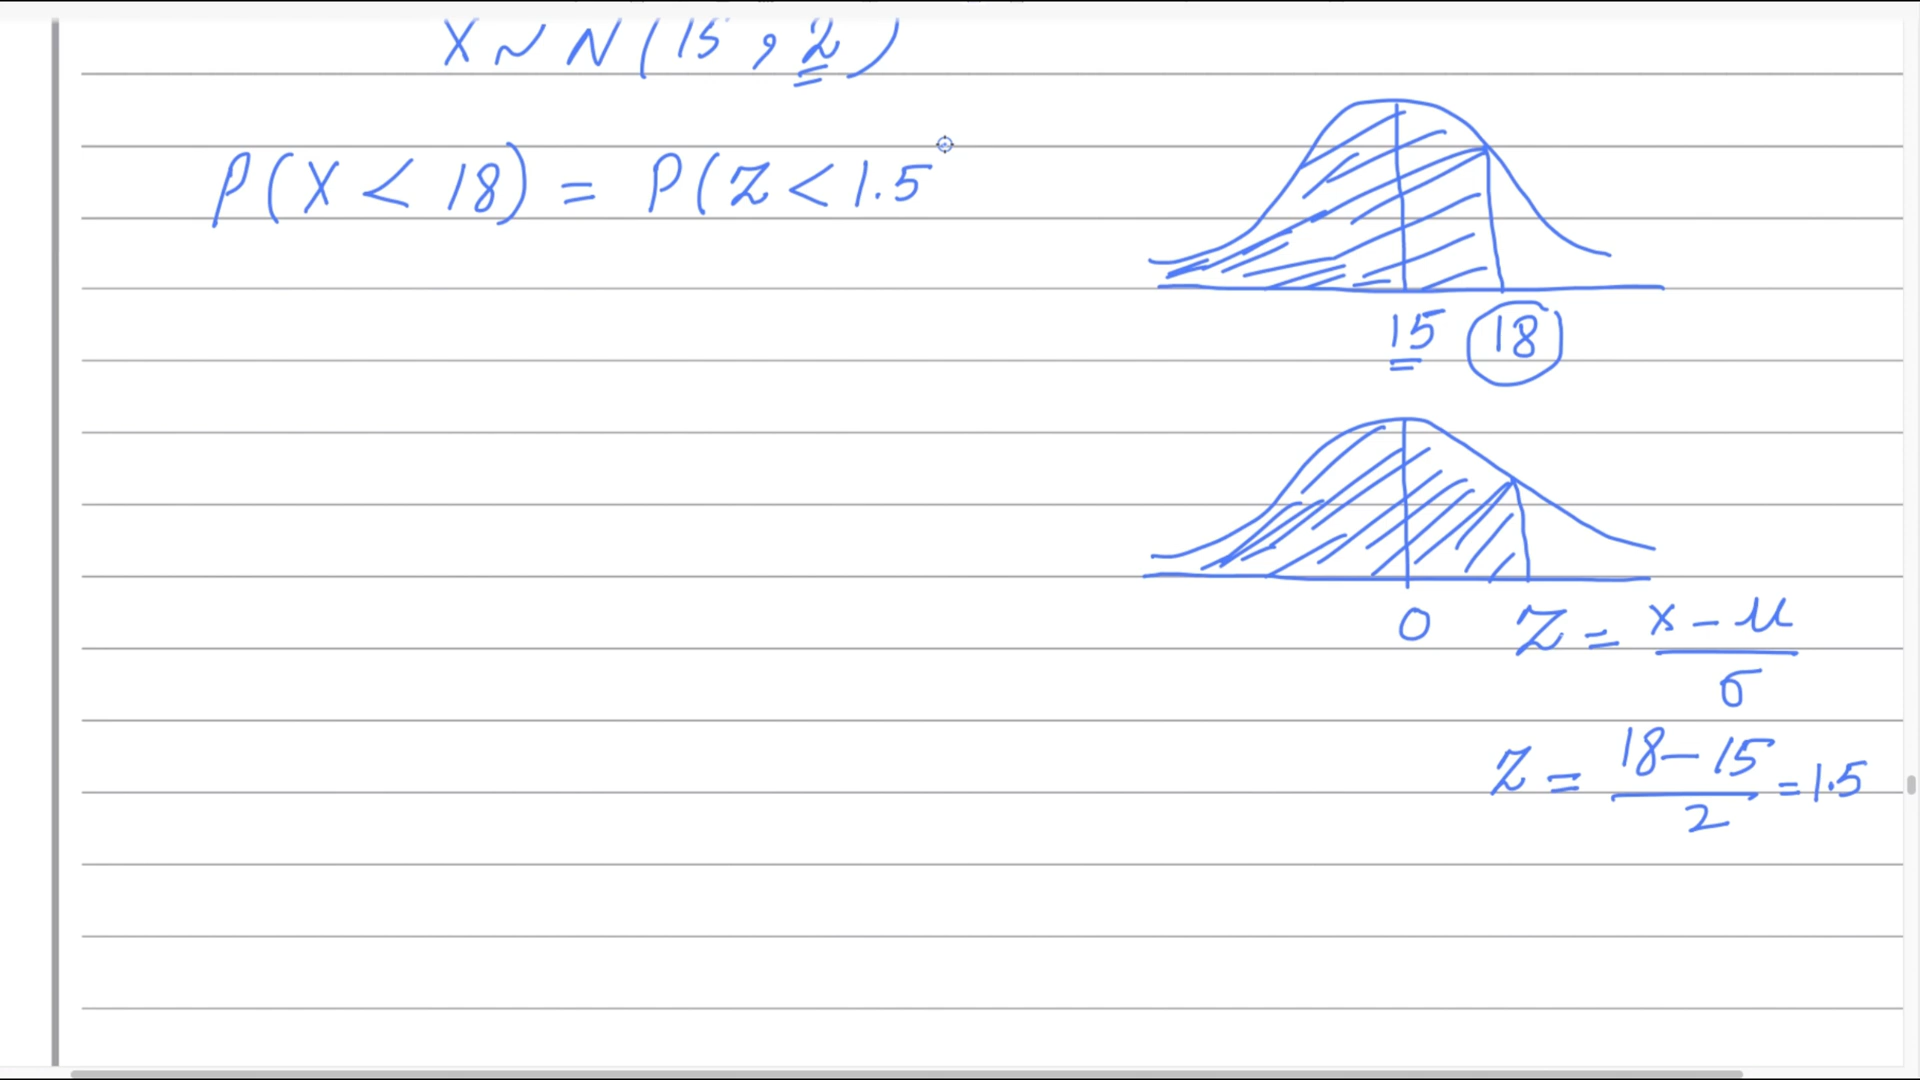 X ~ N(15, 2)
P(X < 18) = P(Z < 1.5
15 18
0 Z = x - μ / σ
Z = 18 - 15 / 2 = 1.5